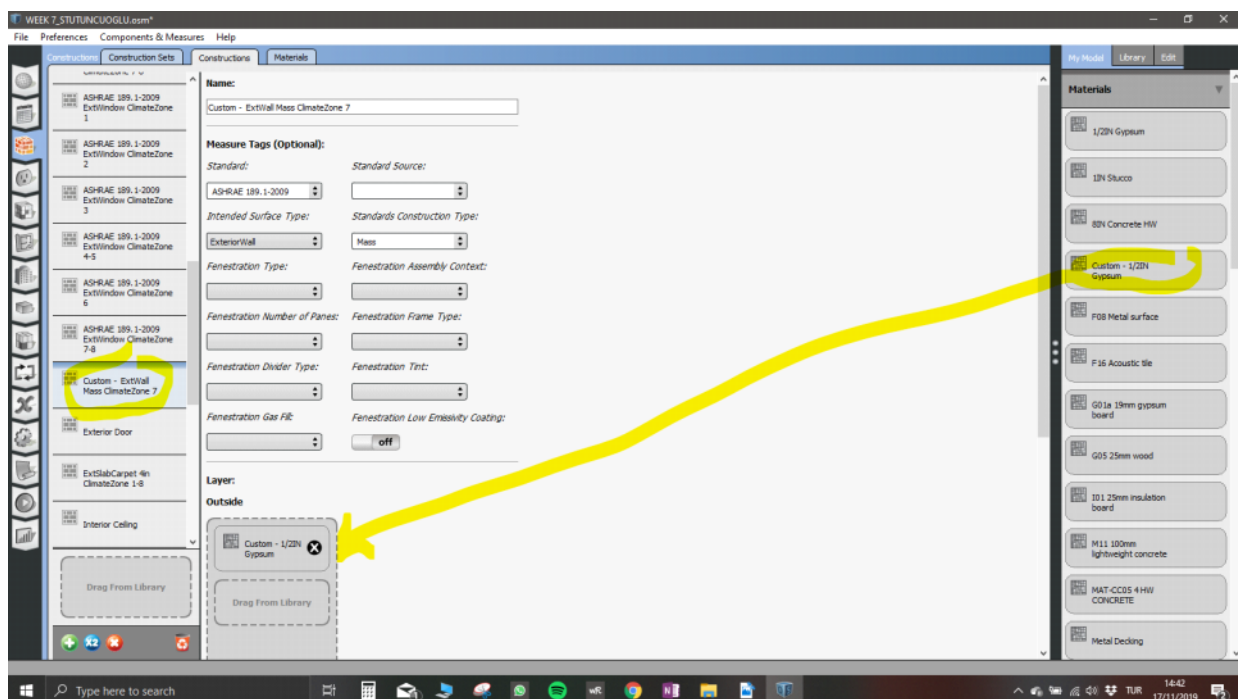 WEEK 7_STUTUNCUOGLU.osm*
File Preferences Components & Measures Help
Constructions
Construction Sets
Constructions
Materials
My Model
Library
Edit
ASHRAE 189.1-2009
ExtWindow ClimateZone
1
ASHRAE 189.1-2009
ExtWindow ClimateZone
2
ASHRAE 189.1-2009
ExtWindow ClimateZone
3
ASHRAE 189.1-2009
ExtWindow ClimateZone
4-5
ASHRAE 189.1-2009
ExtWindow ClimateZone
6
ASHRAE 189.1-2009
ExtWindow ClimateZone
7-8
Custom - ExtWall
Mass ClimateZone 7
Exterior Door
ExtSlabCarpet 4in
ClimateZone 1-8
Interior Ceiling
Drag From Library
x2
Name:
Custom - ExtWall Mass ClimateZone 7
Measure Tags (Optional):
Standard: Standard Source:
ASHRAE 189.1-2009
Intended Surface Type: Standards Construction Type:
ExteriorWall Mass
Fenestration Type: Fenestration Assembly Context:
Fenestration Number of Panes: Fenestration Frame Type:
Fenestration Divider Type: Fenestration Tint:
Fenestration Gas Fill: Fenestration Low Emissivity Coating:
off
Layer:
Outside
Custom - 1/2IN
Gypsum
Drag From Library
Materials
1/2IN Gypsum
1IN Stucco
8IN Concrete HW
Custom - 1/2IN
Gypsum
F08 Metal surface
F16 Acoustic tile
G01a 19mm gypsum
board
G05 25mm wood
I01 25mm insulation
board
M11 100mm
lightweight concrete
MAT-CC05 4 HW
CONCRETE
Metal Decking
Type here to search
TUR
14:42
17/11/2019